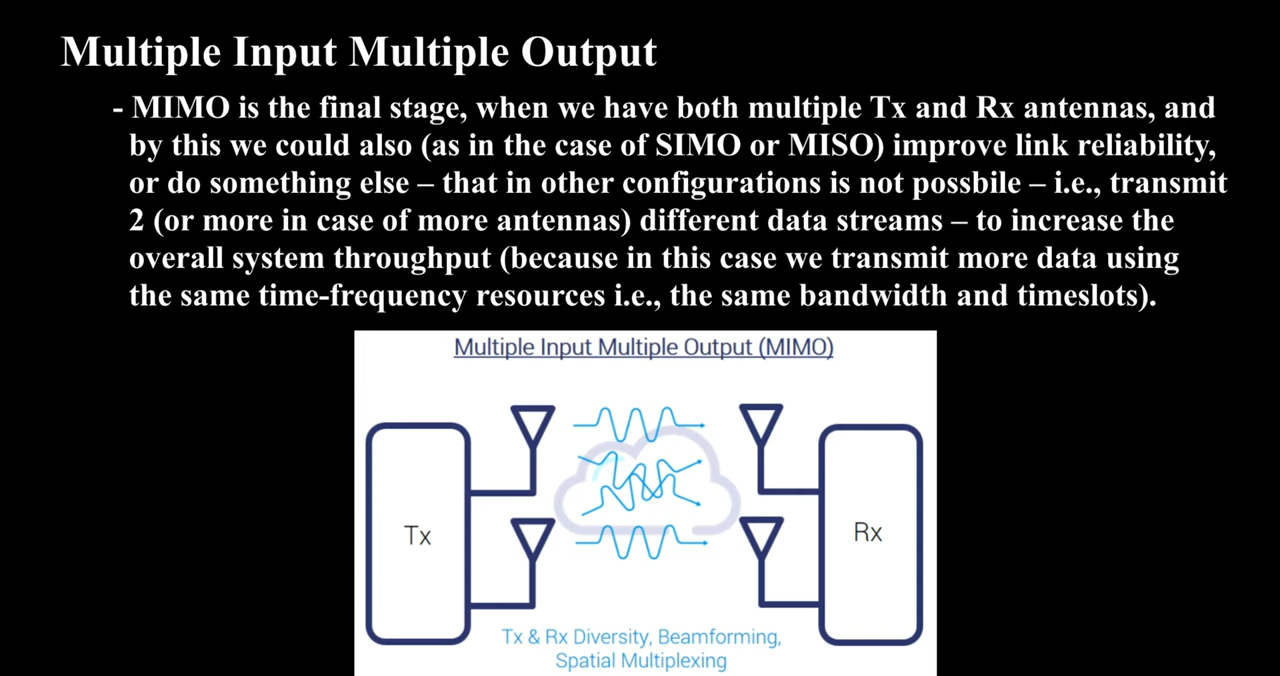 Multiple Input Multiple Output
- MIMO is the final stage, when we have both multiple Tx and Rx antennas, and
by this we could also (as in the case of SIMO or MISO) improve link reliability,
or do something else – that in other configurations is not possbile – i.e., transmit
2 (or more in case of more antennas) different data streams – to increase the
overall system throughput (because in this case we transmit more data using
the same time-frequency resources i.e., the same bandwidth and timeslots).
Multiple Input Multiple Output (MIMO)
Tx
Rx
Tx & Rx Diversity, Beamforming,
Spatial Multiplexing